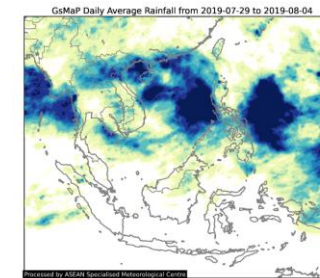 GsMaP Daily Average Rainfall from 2019-07-29 to 2019-08-04
Processed by ASEAN Specialised Meteorological Centre